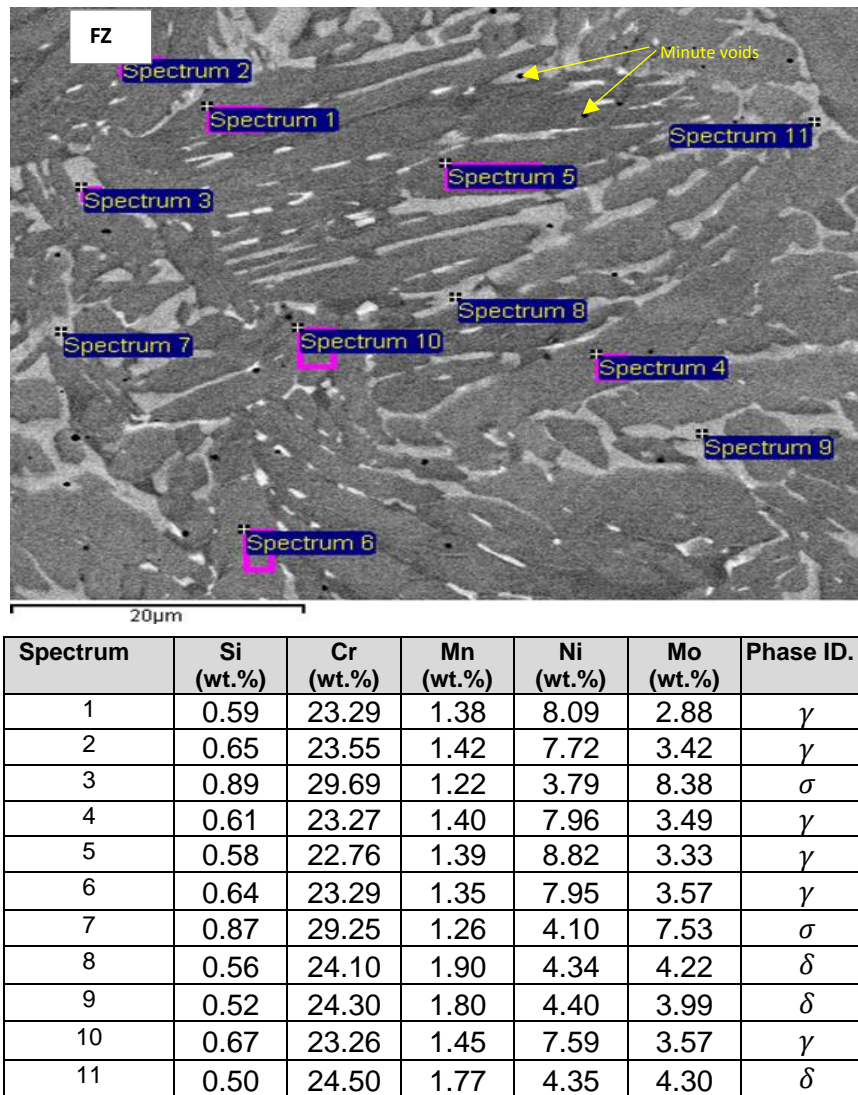 FZ
Minute voids
Spectrum 2
Spectrum 1
Spectrum 11
Spectrum 5
Spectrum 3
Spectrum 8
Spectrum 7
Spectrum 10
Spectrum 4
Spectrum 9
Spectrum 6
20µm
Spectrum Si (wt.%) Cr (wt.%) Mn (wt.%) Ni (wt.%) Mo (wt.%) Phase ID.
1 0.59 23.29 1.38 8.09 2.88 γ
2 0.65 23.55 1.42 7.72 3.42 γ
3 0.89 29.69 1.22 3.79 8.38 σ
4 0.61 23.27 1.40 7.96 3.49 γ
5 0.58 22.76 1.39 8.82 3.33 γ
6 0.64 23.29 1.35 7.95 3.57 γ
7 0.87 29.25 1.26 4.10 7.53 σ
8 0.56 24.10 1.90 4.34 4.22 δ
9 0.52 24.30 1.80 4.40 3.99 δ
10 0.67 23.26 1.45 7.59 3.57 γ
11 0.50 24.50 1.77 4.35 4.30 δ